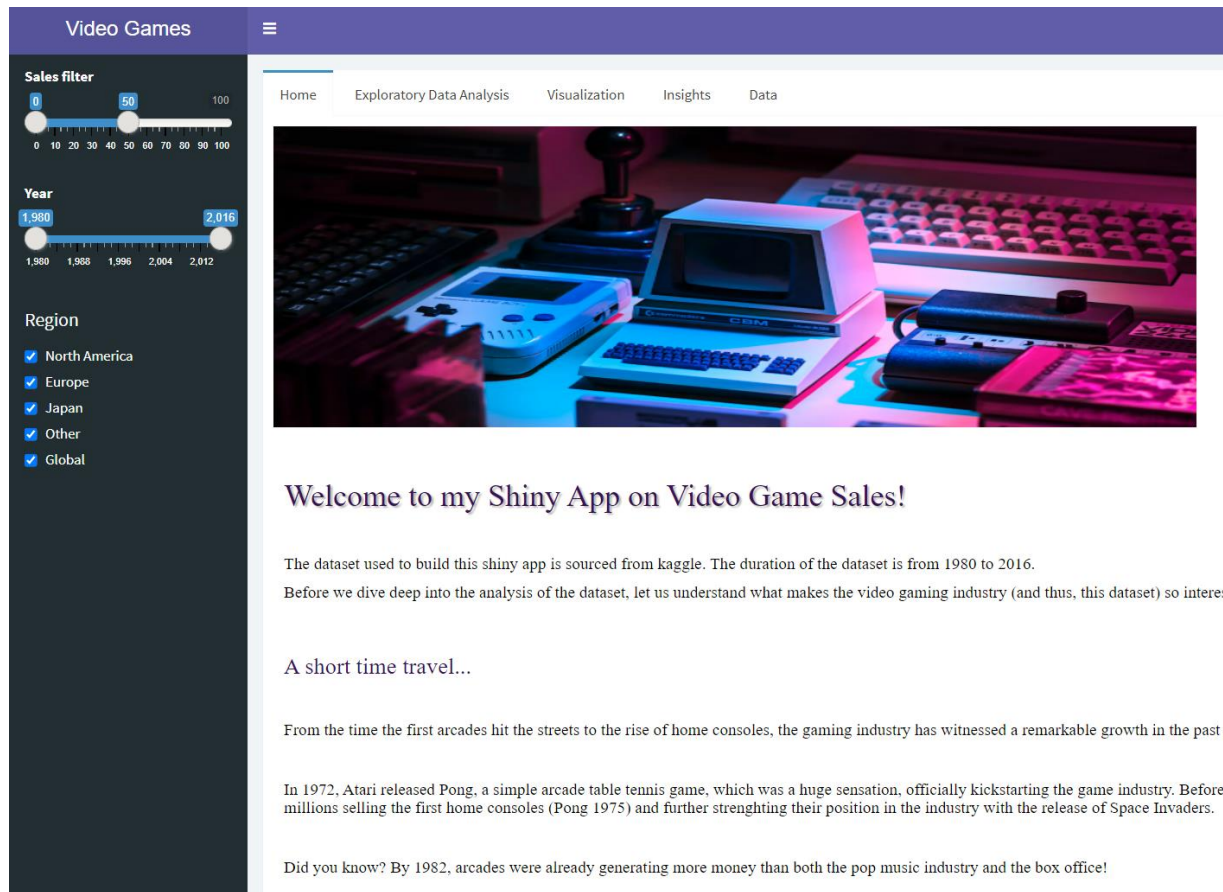 Video Games
Sales filter
0 50 100
0 10 20 30 40 50 60 70 80 90 100
Year
1,980 2,016
1,980 1,988 1,996 2,004 2,012
Region
North America
Europe
Japan
Other
Global
Home Exploratory Data Analysis Visualization Insights Data
CBM
Welcome to my Shiny App on Video Game Sales!
The dataset used to build this shiny app is sourced from kaggle. The duration of the dataset is from 1980 to 2016.
Before we dive deep into the analysis of the dataset, let us understand what makes the video gaming industry (and thus, this dataset) so interes
A short time travel...
From the time the first arcades hit the streets to the rise of home consoles, the gaming industry has witnessed a remarkable growth in the past
In 1972, Atari released Pong, a simple arcade table tennis game, which was a huge sensation, officially kickstarting the game industry. Before
millions selling the first home consoles (Pong 1975) and further strenghting their position in the industry with the release of Space Invaders.
Did you know? By 1982, arcades were already generating more money than both the pop music industry and the box office!